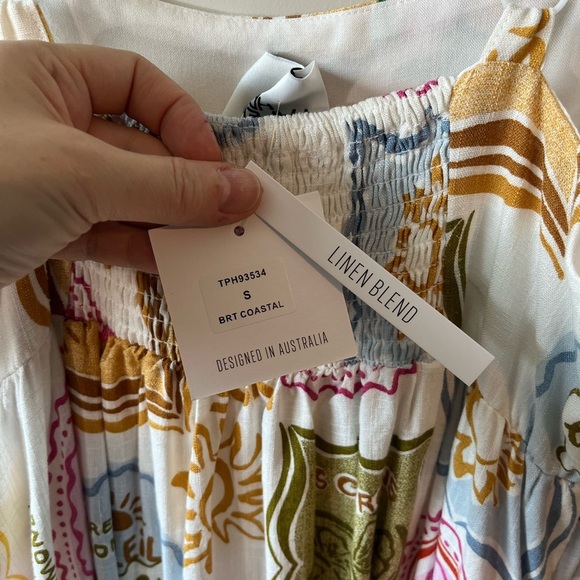 TPH93534
S
BRT COASTAL
DESIGNED IN AUSTRALIA
LINEN BLEND